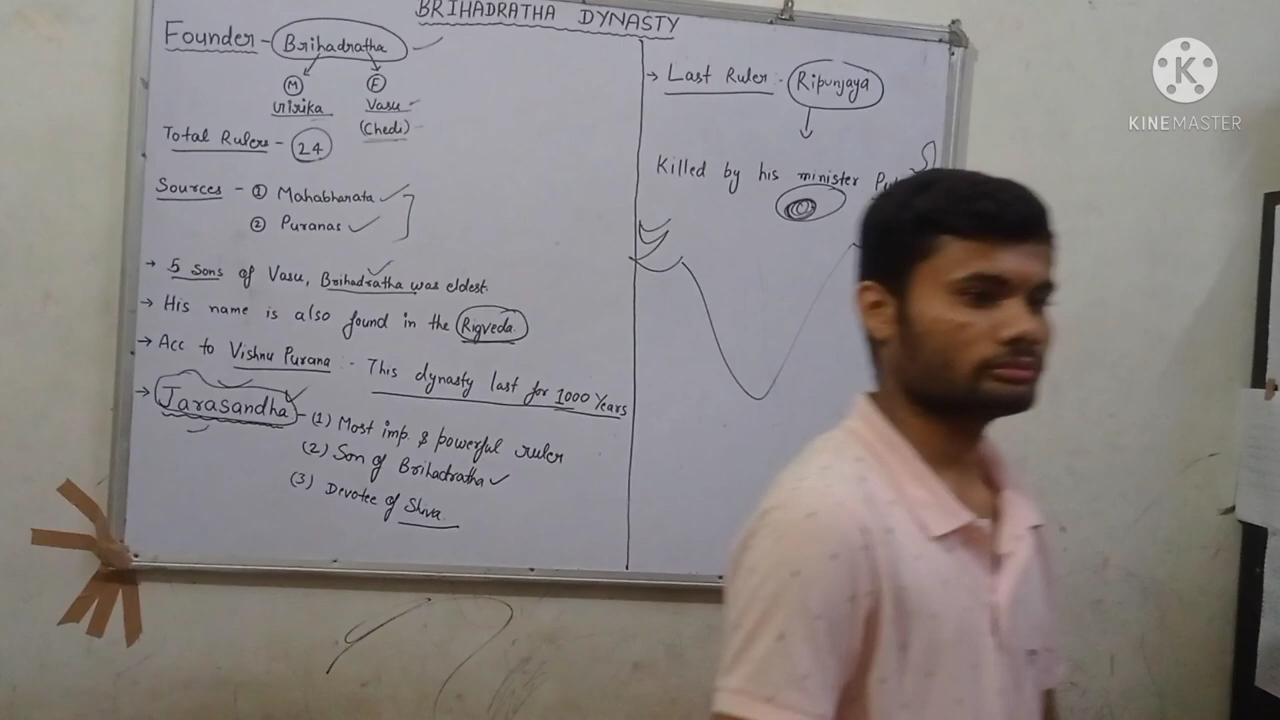 BRIHADRATHA DYNASTY
Founder - Brihadratha
M F
Vasu
(Chedi)
Total Rulers - 24
Sources - ① Mahabharata
② Puranas
→ 5 sons of Vasu, Brihadratha was eldest.
→ His name is also found in the Rigveda.
→ Acc to Vishnu Purana :- This dynasty last for 1000 Years
→ Jarasandha - (1) Most imp. & powerful ruler
(2) Son of Brihadratha
(3) Devotee of Shiva.
→ Last Ruler :- Ripunjaya
Killed by his minister
K
KINEMASTER